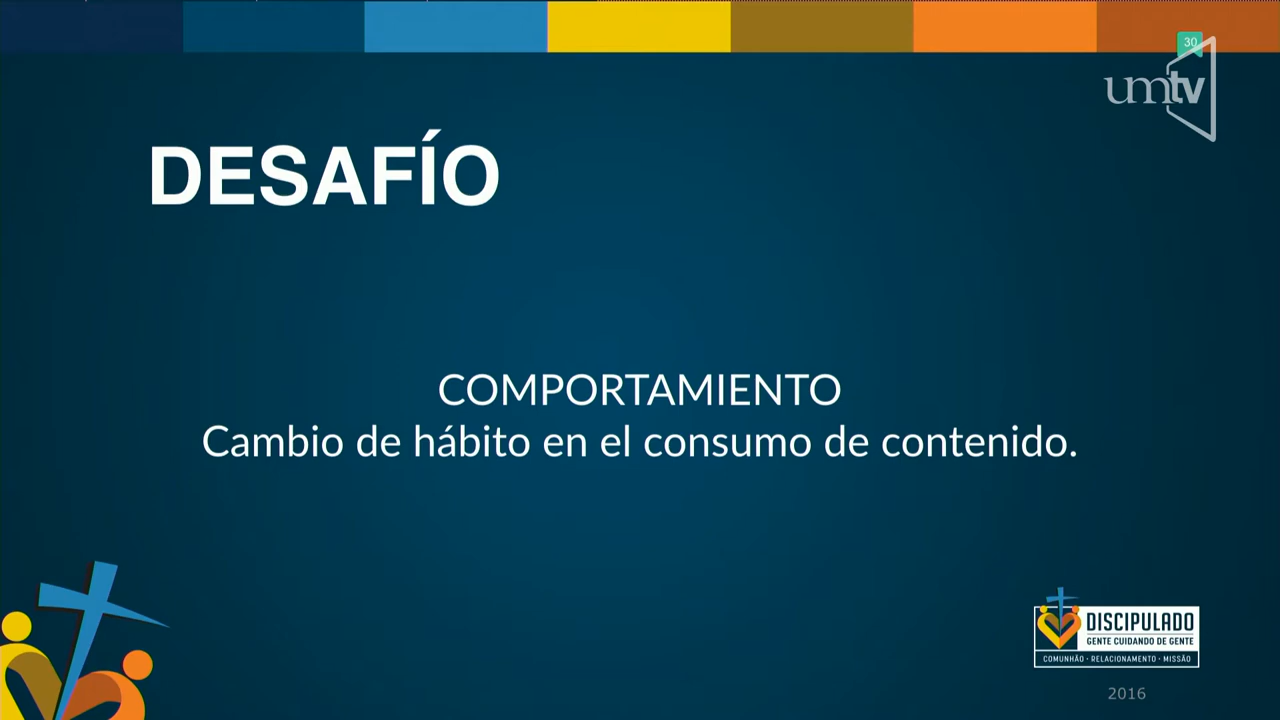 30
umtv
DESAFÍO
COMPORTAMIENTO
Cambio de hábito en el consumo de contenido.
DISCIPULADO
GENTE CUIDANDO DE GENTE
COMUNHÃO · RELACIONAMENTO · MISSÃO
2016